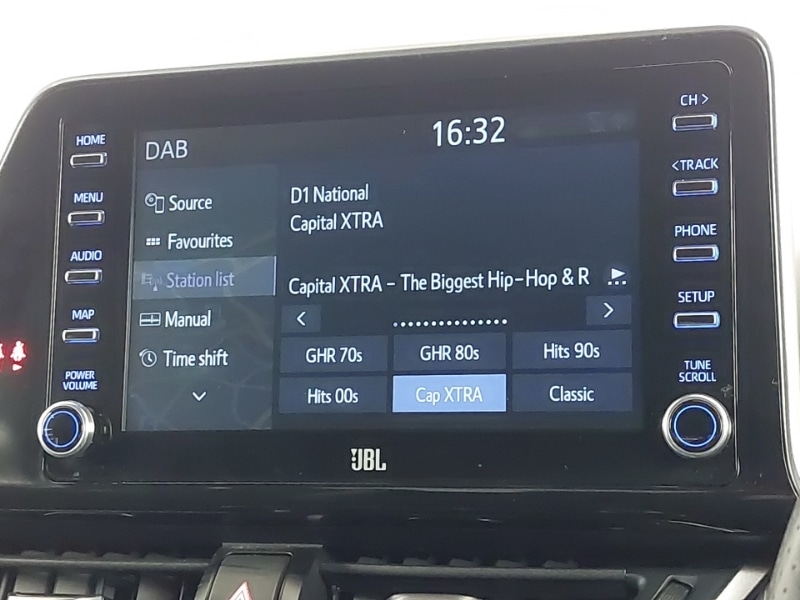 HOME
MENU
AUDIO
MAP
POWER
VOLUME
DAB
16:32
Source
Favourites
Station list
Manual
Time shift
D1 National
Capital XTRA
Capital XTRA - The Biggest Hip-Hop & R
GHR 70s
GHR 80s
Hits 90s
Hits 00s
Cap XTRA
Classic
CH >
< TRACK
PHONE
SETUP
TUNE
SCROLL
JBL